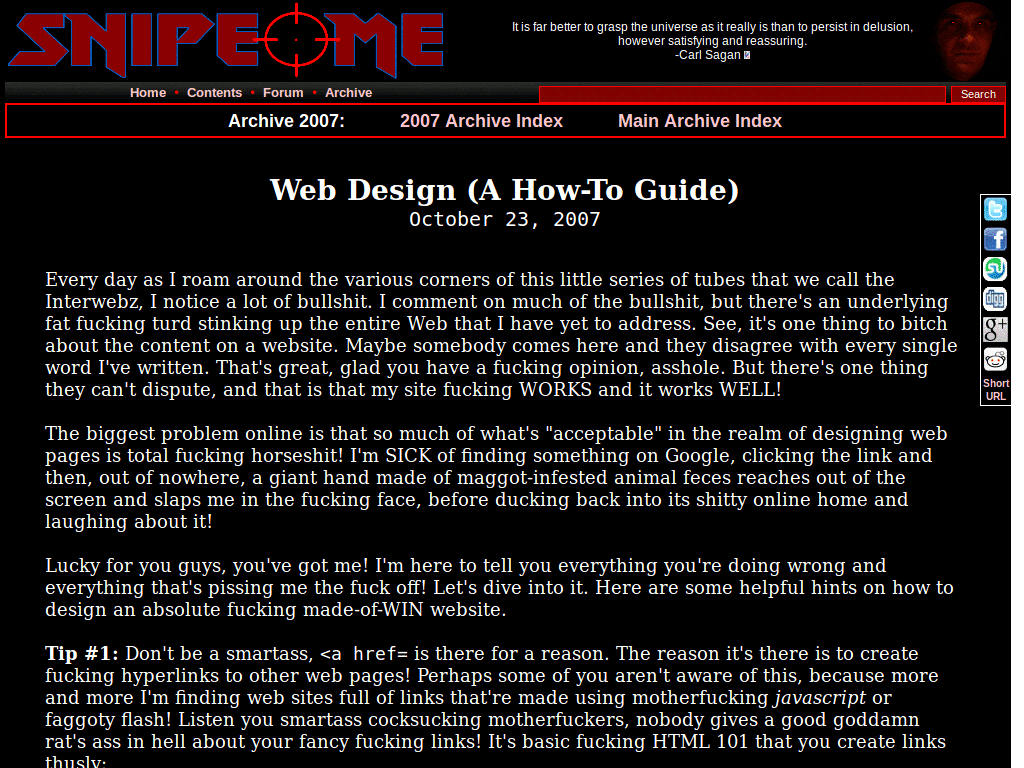 SNIPE ME
It is far better to grasp the universe as it really is than to persist in delusion,
however satisfying and reassuring.
-Carl Sagan
Home • Contents • Forum • Archive
Search
Archive 2007: 2007 Archive Index Main Archive Index
Web Design (A How-To Guide)
October 23, 2007
Every day as I roam around the various corners of this little series of tubes that we call the
Interwebz, I notice a lot of bullshit. I comment on much of the bullshit, but there's an underlying
fat fucking turd stinking up the entire Web that I have yet to address. See, it's one thing to bitch
about the content on a website. Maybe somebody comes here and they disagree with every single
word I've written. That's great, glad you have a fucking opinion, asshole. But there's one thing
they can't dispute, and that is that my site fucking WORKS and it works WELL!
The biggest problem online is that so much of what's "acceptable" in the realm of designing web
pages is total fucking horseshit! I'm SICK of finding something on Google, clicking the link and
then, out of nowhere, a giant hand made of maggot-infested animal feces reaches out of the
screen and slaps me in the fucking face, before ducking back into its shitty online home and
laughing about it!
Lucky for you guys, you've got me! I'm here to tell you everything you're doing wrong and
everything that's pissing me the fuck off! Let's dive into it. Here are some helpful hints on how to
design an absolute fucking made-of-WIN website.
Tip #1: Don't be a smartass, <a href= is there for a reason. The reason it's there is to create
fucking hyperlinks to other web pages! Perhaps some of you aren't aware of this, because more
and more I'm finding web sites full of links that're made using motherfucking javascript or
faggoty flash! Listen you smartass cocksucking motherfuckers, nobody gives a good goddamn
rat's ass in hell about your fancy fucking links! It's basic fucking HTML 101 that you create links
thusly:
digg
g+
Short
URL